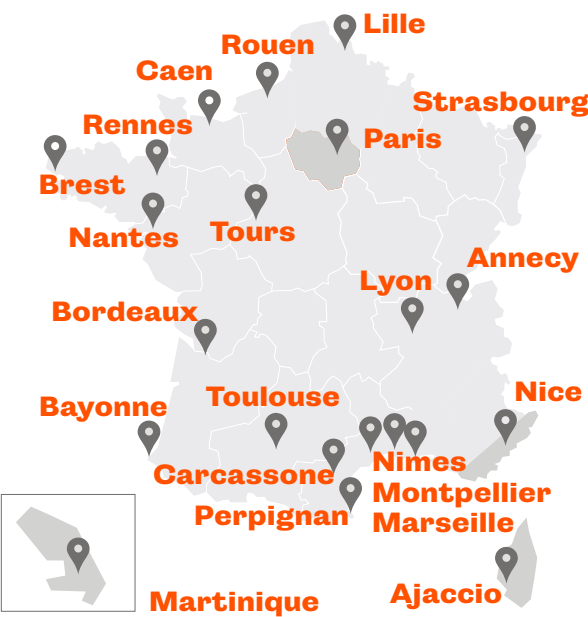 Lille
Rouen
Caen
Strasbourg
Rennes
Paris
Brest
Nantes
Tours
Annecy
Lyon
Bordeaux
Nice
Toulouse
Bayonne
Nimes
Carcassone
Montpellier
Perpignan
Marseille
Ajaccio
Martinique